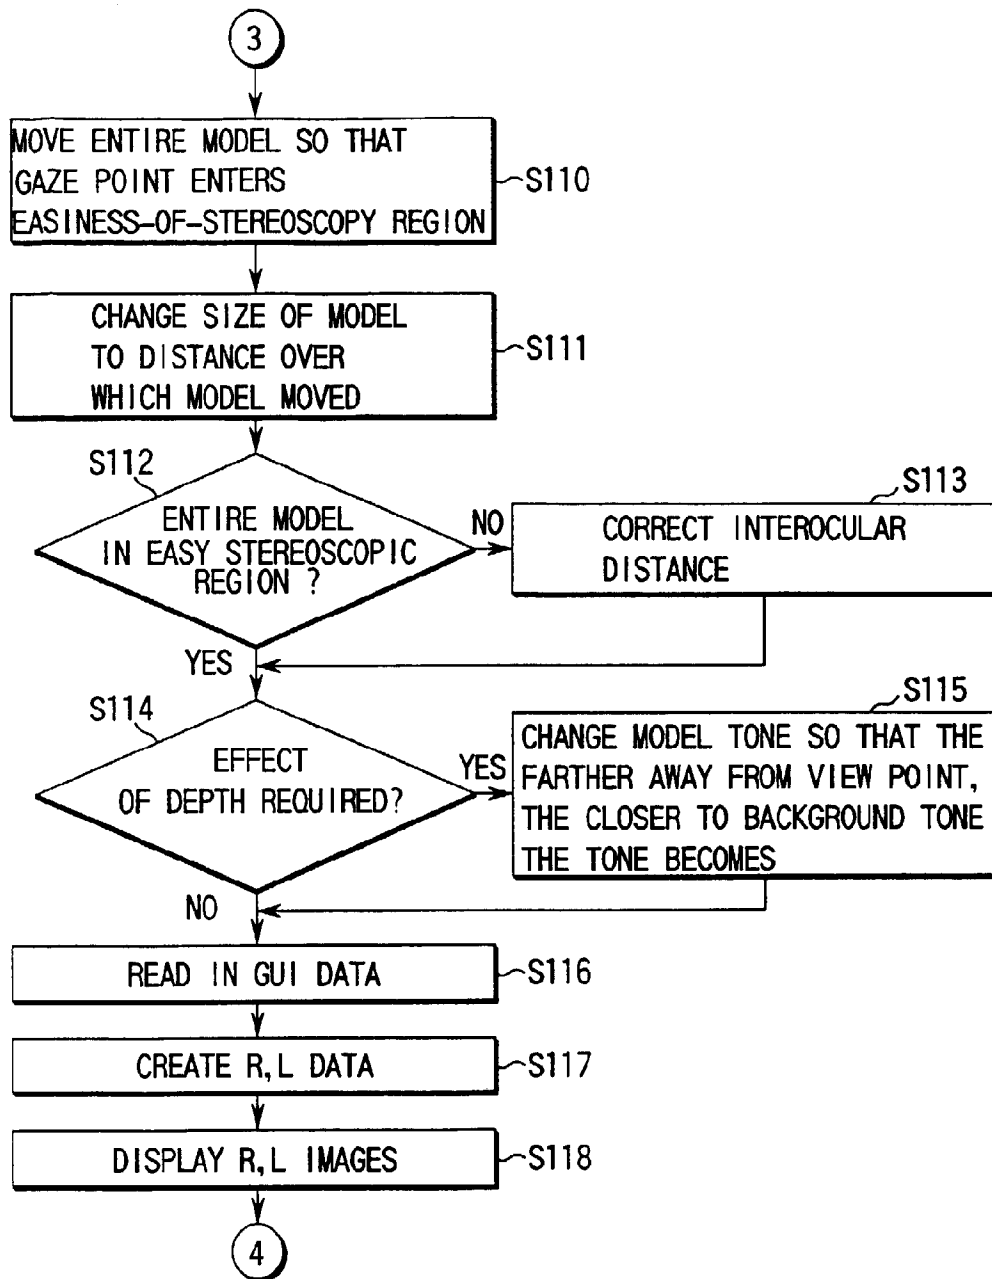 3
MOVE ENTIRE MODEL SO THAT
GAZE POINT ENTERS
EASINESS-OF-STEREOSCOPY REGION
S110
CHANGE SIZE OF MODEL
TO DISTANCE OVER
WHICH MODEL MOVED
S111
S112
ENTIRE MODEL
IN EASY STEREOSCOPIC
REGION ?
NO
S113
CORRECT INTEROCULAR
DISTANCE
YES
S114
EFFECT
OF DEPTH REQUIRED?
YES
S115
CHANGE MODEL TONE SO THAT THE
FARTHER AWAY FROM VIEW POINT,
THE CLOSER TO BACKGROUND TONE
THE TONE BECOMES
NO
READ IN GUI DATA
S116
CREATE R,L DATA
S117
DISPLAY R,L IMAGES
S118
4